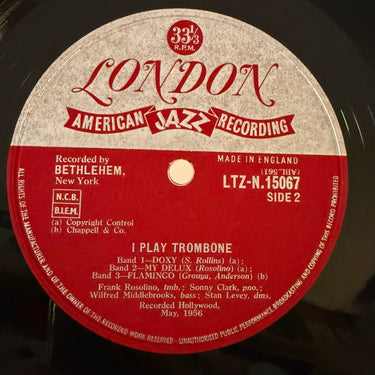 33⅓
R.P.M.
LONDON
AMERICAN JAZZ RECORDING
Recorded by
BETHLEHEM,
New York
MADE IN ENGLAND
(ABL.561)
LTZ-N.15067
SIDE 2
N.C.B.
B.I.E.M.
(a) Copyright Control
(b) Chappell & Co.
I PLAY TROMBONE
Band 1—DOXY (S. Rollins) (a);
Band 2—MY DELUX (Rosolino) (a);
Band 3—FLAMINGO (Grouya, Anderson) (b)
Frank Rosolino, tmb.; Sonny Clark, pno.;
Wilfred Middlebrooks, bas; Stan Levey, dms.
Recorded Hollywood,
May, 1956
ALL RIGHTS OF THE MANUFACTURER AND OF THE OWNER OF THE RECORDED WORK RESERVED — UNAUTHORISED PUBLIC PERFORMANCE, BROADCASTING AND COPYING OF THIS RECORD PROHIBITED